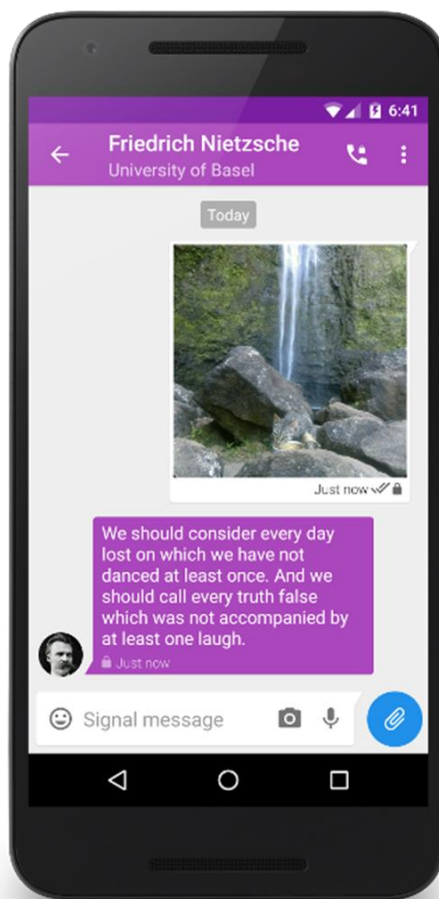 6:41
Friedrich Nietzsche
University of Basel
Today
Just now
We should consider every day
lost on which we have not
danced at least once. And we
should call every truth false
which was not accompanied by
at least one laugh.
Just now
Signal message